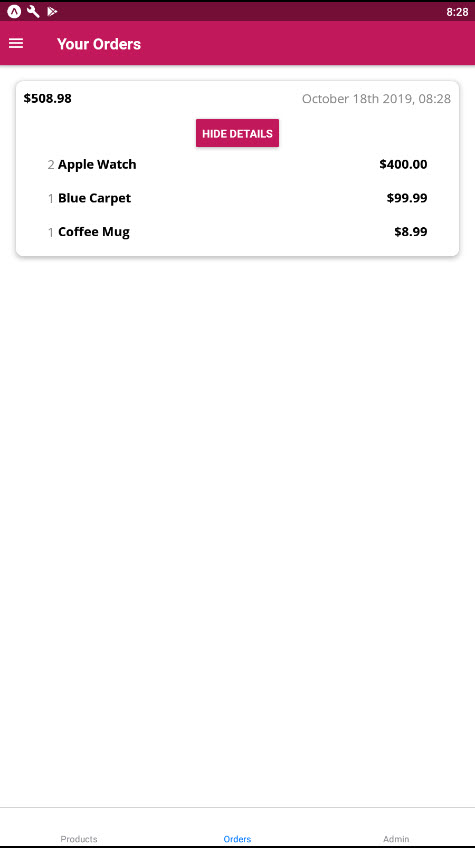 8:28
Your Orders
$508.98 October 18th 2019, 08:28
HIDE DETAILS
2 Apple Watch $400.00
1 Blue Carpet $99.99
1 Coffee Mug $8.99
Products Orders Admin